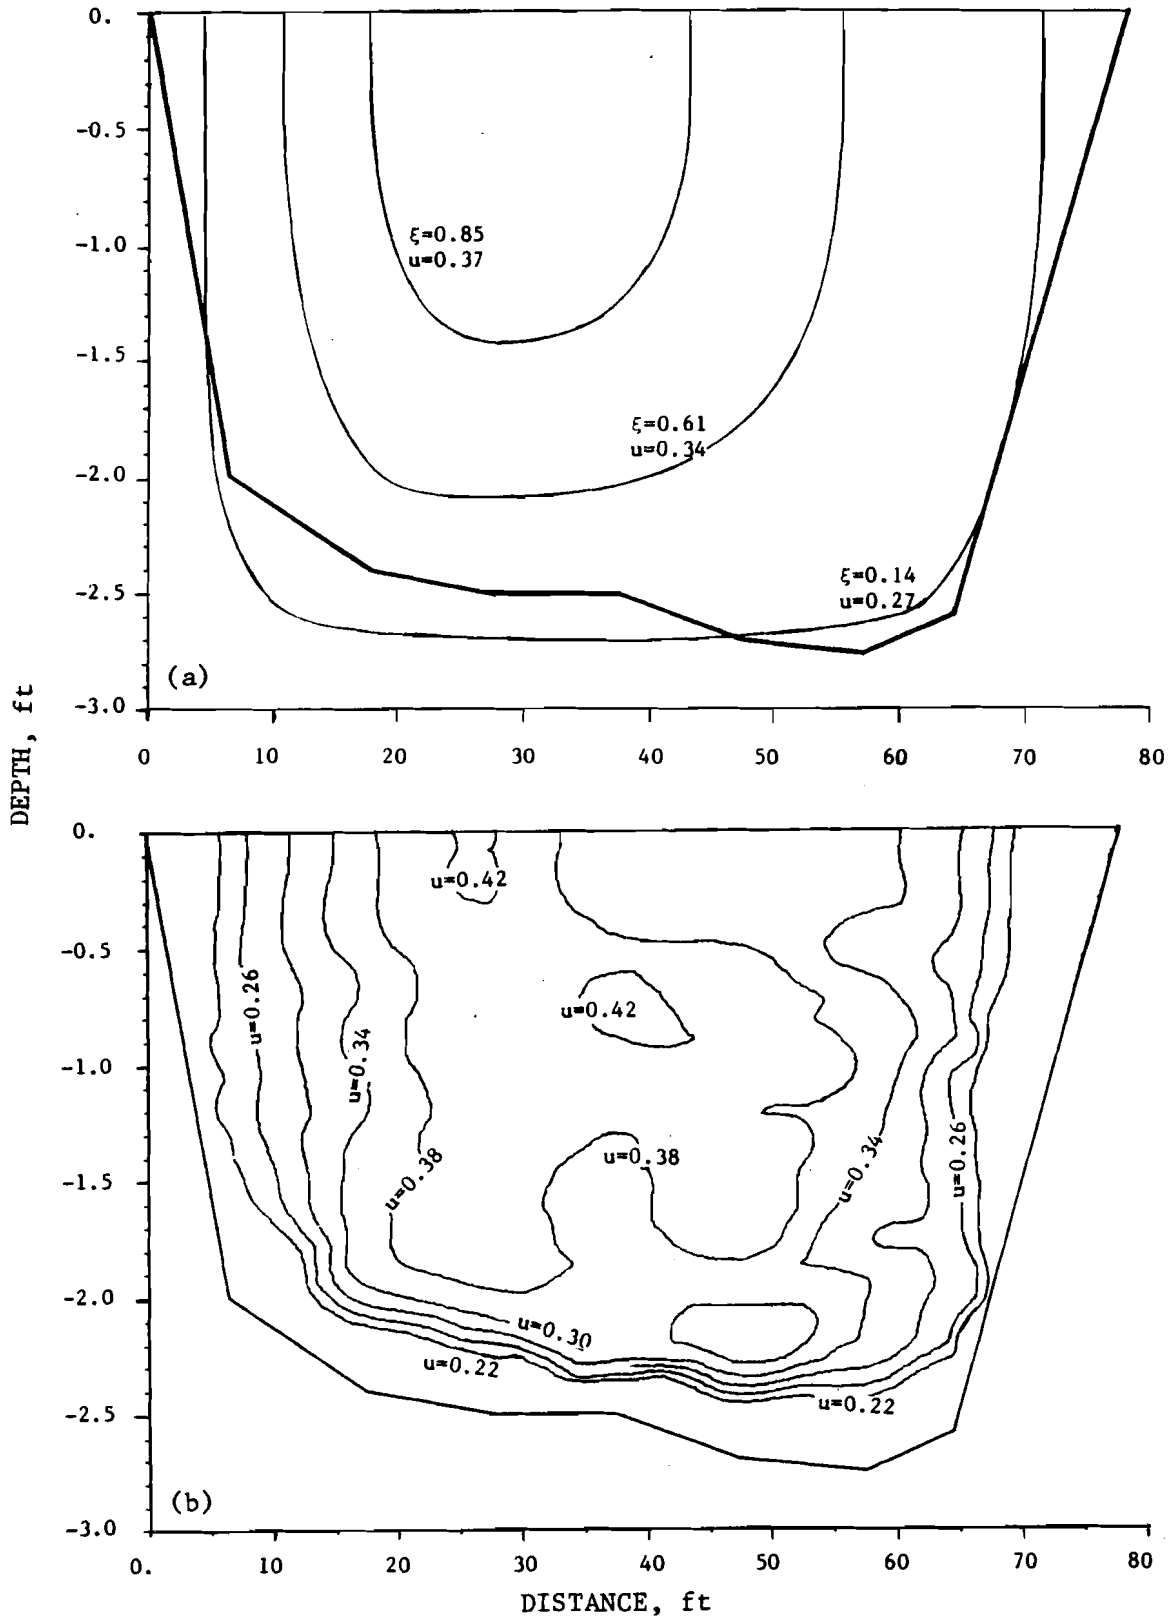 0.
-0.5
-1.0
-1.5
-2.0
-2.5
-3.0
ξ=0.85
u=0.37
ξ=0.61
u=0.34
ξ=0.14
u=0.27
(a)
0 10 20 30 40 50 60 70 80
DEPTH, ft
0.
-0.5
-1.0
-1.5
-2.0
-2.5
-3.0
u=0.42
u=0.26
u=0.42
u=0.34
u=0.38
u=0.38
u=0.34
u=0.26
u=0.30
u=0.22
u=0.22
(b)
0. 10 20 30 40 50 60 70 80
DISTANCE, ft